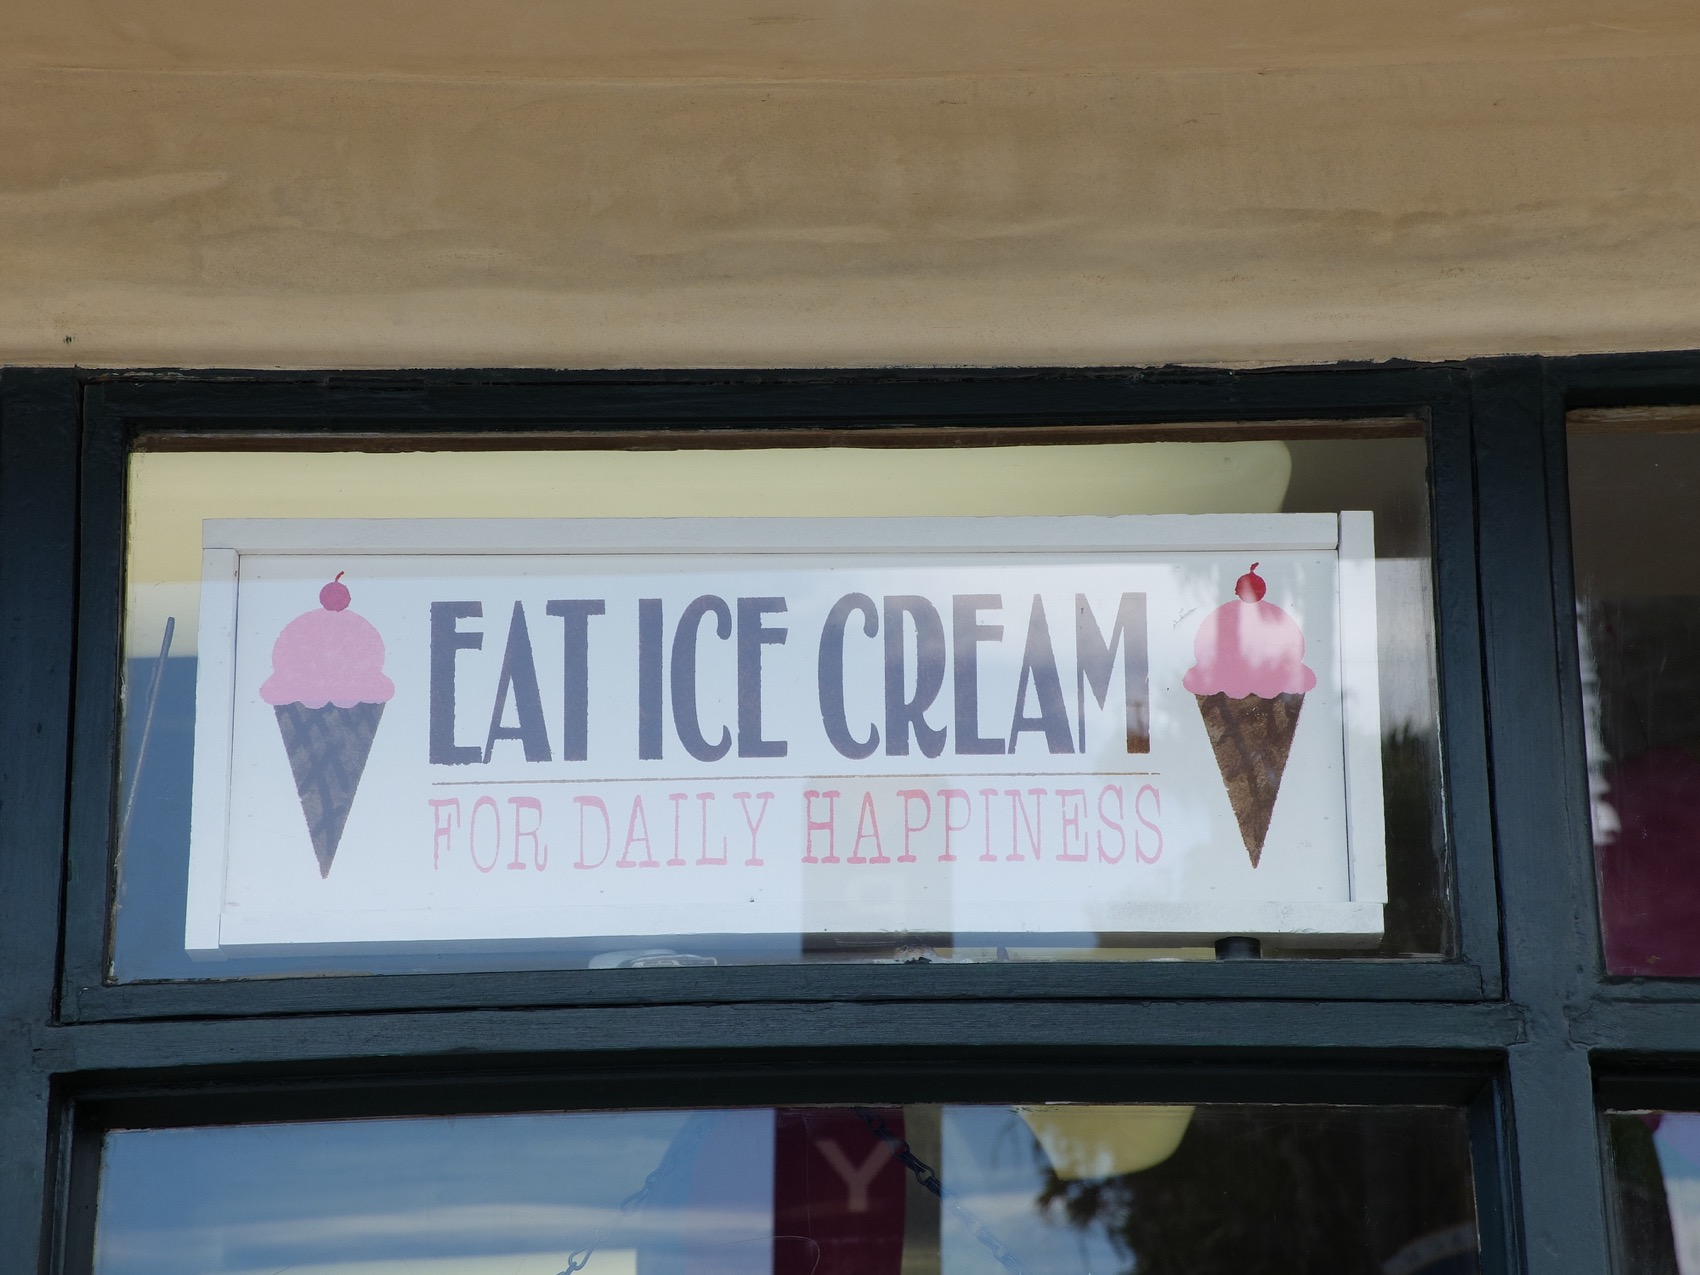 EAT ICE CREAM
FOR DAILY HAPPINESS
Y